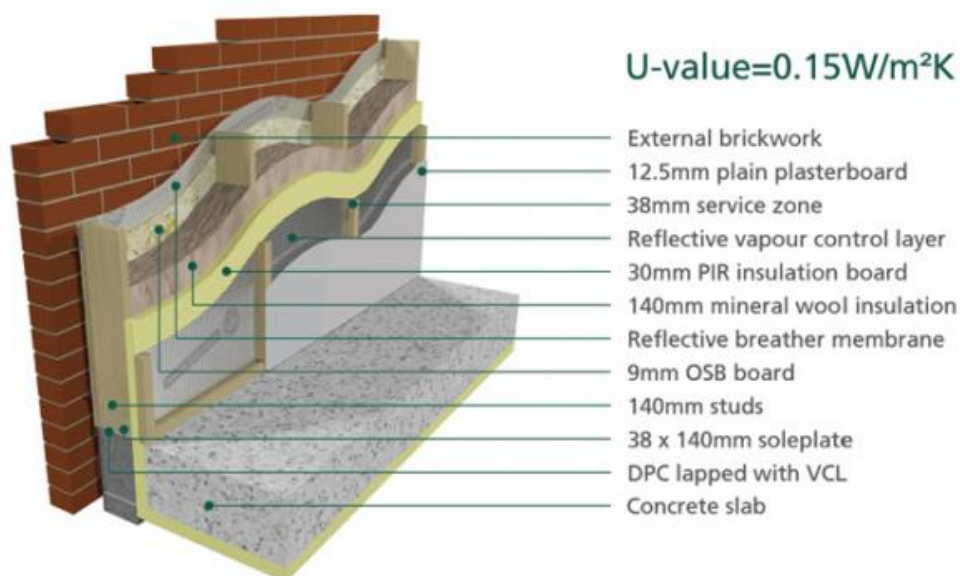 U-value=0.15W/m²K
External brickwork
12.5mm plain plasterboard
38mm service zone
Reflective vapour control layer
30mm PIR insulation board
140mm mineral wool insulation
Reflective breather membrane
9mm OSB board
140mm studs
38 x 140mm soleplate
DPC lapped with VCL
Concrete slab